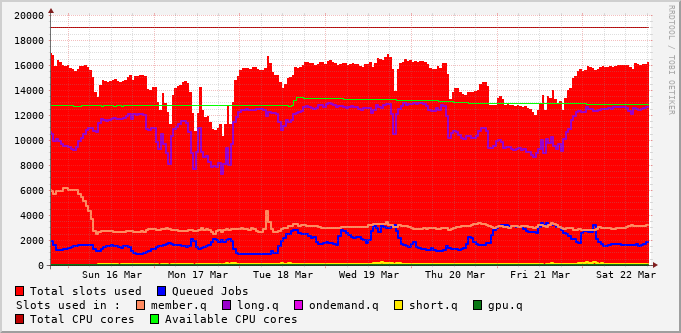 20000
18000
16000
14000
12000
10000
8000
6000
4000
2000
0
Sun 16 Mar Mon 17 Mar Tue 18 Mar Wed 19 Mar Thu 20 Mar Fri 21 Mar Sat 22 Mar
RRDTOOL / TOBI OETIKER
Total slots used Queued Jobs
Slots used in : member.q long.q ondemand.q short.q gpu.q
Total CPU cores Available CPU cores